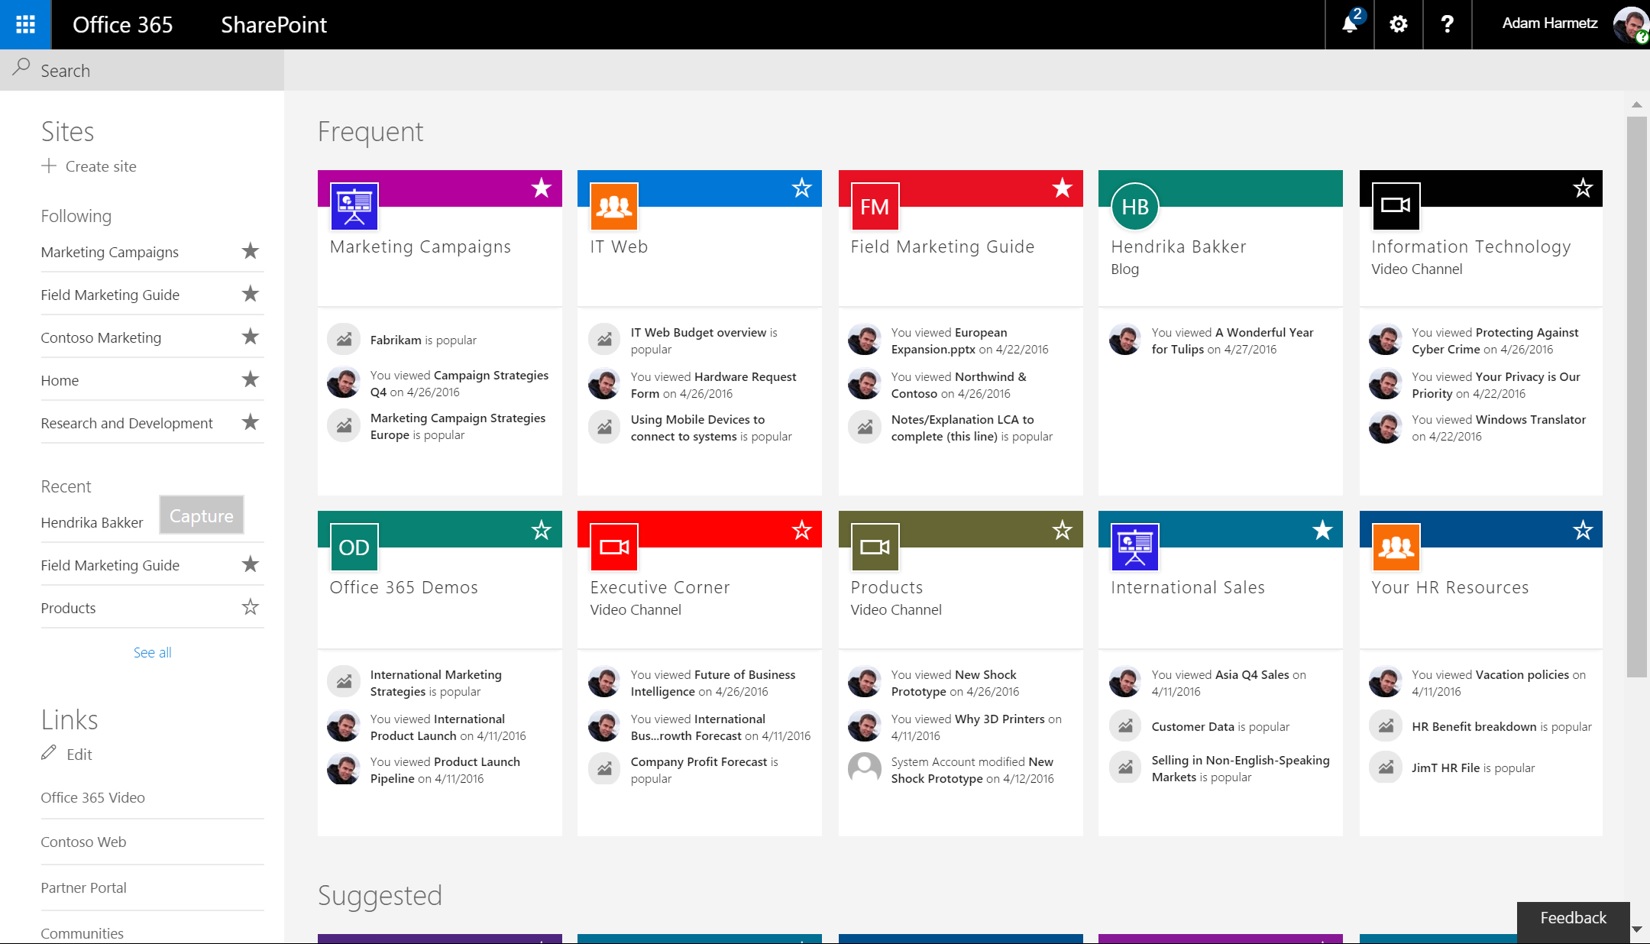 Office 365
SharePoint
2
?
Adam Harmetz
?
Search
Sites
Create site
Following
Marketing Campaigns
Field Marketing Guide
Contoso Marketing
Home
Research and Development
Recent
Hendrika Bakker
Capture
Field Marketing Guide
Products
See all
Links
Edit
Office 365 Video
Contoso Web
Partner Portal
Communities
Frequent
Marketing Campaigns
Fabrikam is popular
You viewed Campaign Strategies
Q4 on 4/26/2016
Marketing Campaign Strategies
Europe is popular
IT Web
IT Web Budget overview is
popular
You viewed Hardware Request
Form on 4/26/2016
Using Mobile Devices to
connect to systems is popular
FM
Field Marketing Guide
You viewed European
Expansion.pptx on 4/22/2016
You viewed Northwind &
Contoso on 4/26/2016
Notes/Explanation LCA to
complete (this line) is popular
HB
Hendrika Bakker
Blog
You viewed A Wonderful Year
for Tulips on 4/27/2016
Information Technology
Video Channel
You viewed Protecting Against
Cyber Crime on 4/26/2016
You viewed Your Privacy is Our
Priority on 4/22/2016
You viewed Windows Translator
on 4/22/2016
OD
Office 365 Demos
International Marketing
Strategies is popular
You viewed International
Product Launch on 4/11/2016
You viewed Product Launch
Pipeline on 4/11/2016
Executive Corner
Video Channel
You viewed Future of Business
Intelligence on 4/26/2016
You viewed International
Bus...rowth Forecast on 4/11/2016
Company Profit Forecast is
popular
Products
Video Channel
You viewed New Shock
Prototype on 4/26/2016
You viewed Why 3D Printers on
4/11/2016
System Account modified New
Shock Prototype on 4/12/2016
International Sales
You viewed Asia Q4 Sales on
4/11/2016
Customer Data is popular
Selling in Non-English-Speaking
Markets is popular
Your HR Resources
You viewed Vacation policies on
4/11/2016
HR Benefit breakdown is popular
JimT HR File is popular
Suggested
Feedback